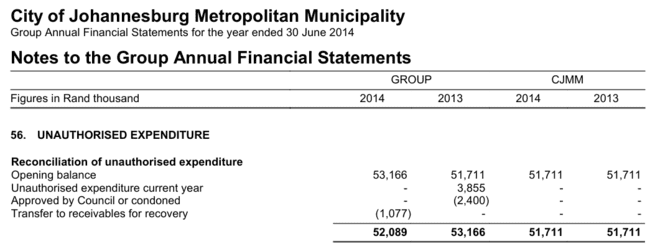 City of Johannesburg Metropolitan Municipality
Group Annual Financial Statements for the year ended 30 June 2014
Notes to the Group Annual Financial Statements
GROUP CJMM
Figures in Rand thousand 2014 2013 2014 2013
56. UNAUTHORISED EXPENDITURE
Reconciliation of unauthorised expenditure
Opening balance 53,166 51,711 51,711 51,711
Unauthorised expenditure current year - 3,855 - -
Approved by Council or condoned - (2,400) - -
Transfer to receivables for recovery (1,077) - - -
52,089 53,166 51,711 51,711